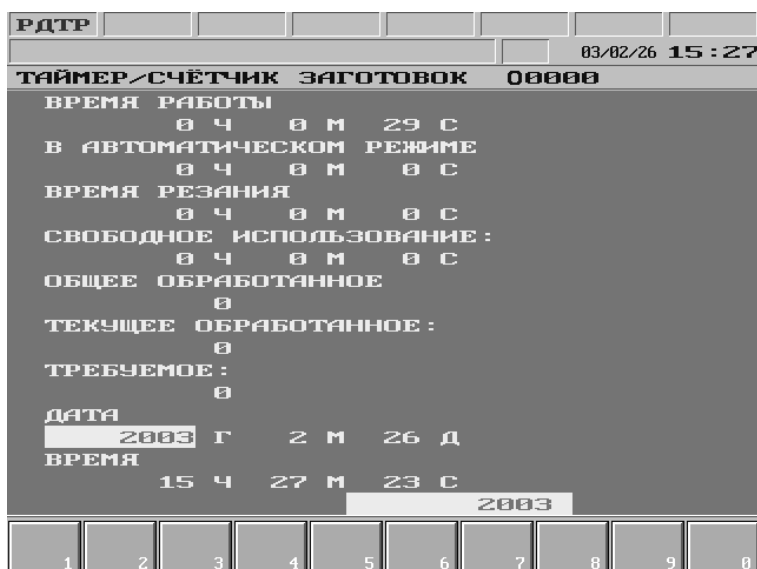 РДТР
03/02/26 15:27
ТАЙМЕР/СЧЁТЧИК ЗАГОТОВОК O0000
ВРЕМЯ РАБОТЫ
0 Ч 0 М 29 С
В АВТОМАТИЧЕСКОМ РЕЖИМЕ
0 Ч 0 М 0 С
ВРЕМЯ РЕЗАНИЯ
0 Ч 0 М 0 С
СВОБОДНОЕ ИСПОЛЬЗОВАНИЕ:
0 Ч 0 М 0 С
ОБЩЕЕ ОБРАБОТАННОЕ
0
ТЕКУЩЕЕ ОБРАБОТАННОЕ:
0
ТРЕБУЕМОЕ:
0
ДАТА
2003 Г 2 М 26 Д
ВРЕМЯ
15 Ч 27 М 23 С
2003
1 2 3 4 5 6 7 8 9 0